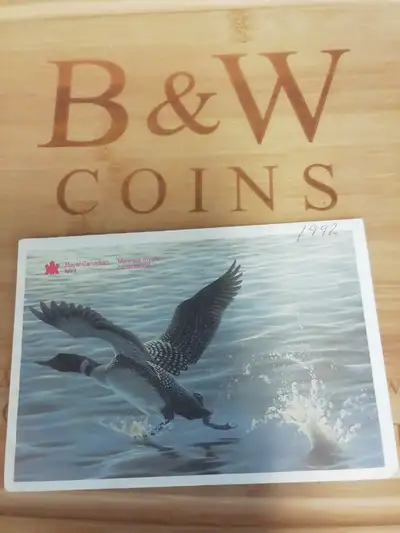 B&W
COINS
1992
Royal Canadian Monnaie royale
Mint canadienne